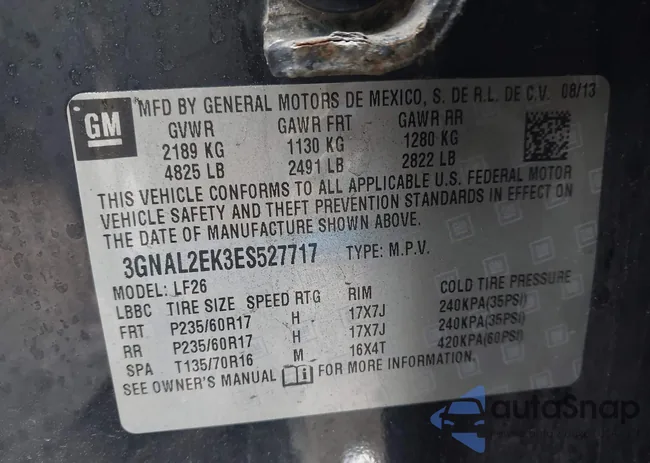 GM
MFD BY GENERAL MOTORS DE MEXICO, S. DE R.L. DE C.V. 08/13
GVWR GAWR FRT GAWR RR
2189 KG 1130 KG 1280 KG
4825 LB 2491 LB 2822 LB
THIS VEHICLE CONFORMS TO ALL APPLICABLE U.S. FEDERAL MOTOR
VEHICLE SAFETY AND THEFT PREVENTION STANDARDS IN EFFECT ON
THE DATE OF MANUFACTURE SHOWN ABOVE.
3GNAL2EK3ES527717 TYPE: M.P.V.
MODEL: LF26
LBBC TIRE SIZE SPEED RTG RIM COLD TIRE PRESSURE
FRT P235/60R17 H 17X7J 240KPA(35PSI)
RR P235/60R17 H 17X7J 240KPA(35PSI)
SPA T135/70R16 M 16X4T 420KPA(60PSI)
SEE OWNER'S MANUAL FOR MORE INFORMATION.
autoSnap